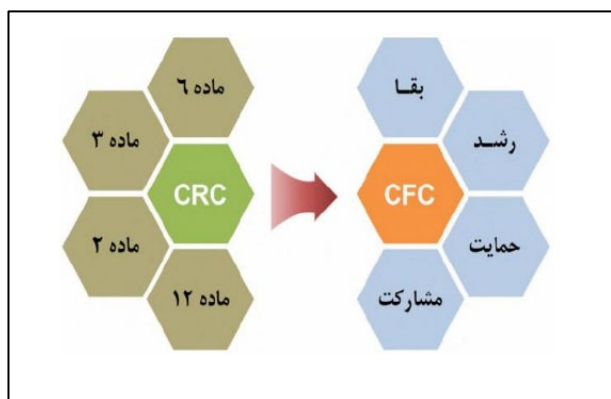 ماده ۶
ماده ۳
CRC
ماده ۲
ماده ۱۲
بقـا
رشـد
CFC
حمایت
مشارکت